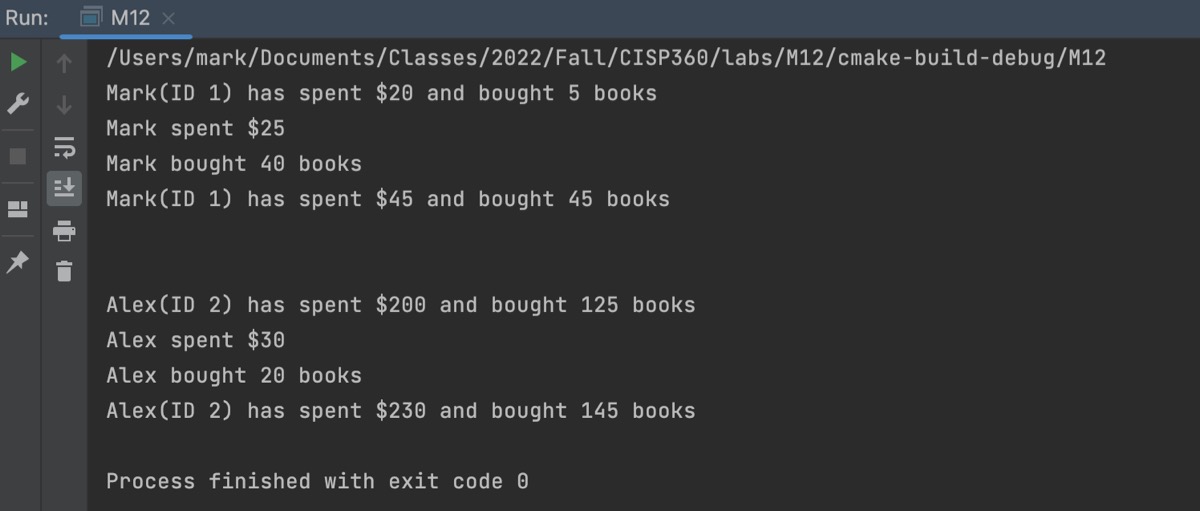 Run: M12
/Users/mark/Documents/Classes/2022/Fall/CISP360/labs/M12/cmake-build-debug/M12
Mark(ID 1) has spent $20 and bought 5 books
Mark spent $25
Mark bought 40 books
Mark(ID 1) has spent $45 and bought 45 books
Alex(ID 2) has spent $200 and bought 125 books
Alex spent $30
Alex bought 20 books
Alex(ID 2) has spent $230 and bought 145 books
Process finished with exit code 0